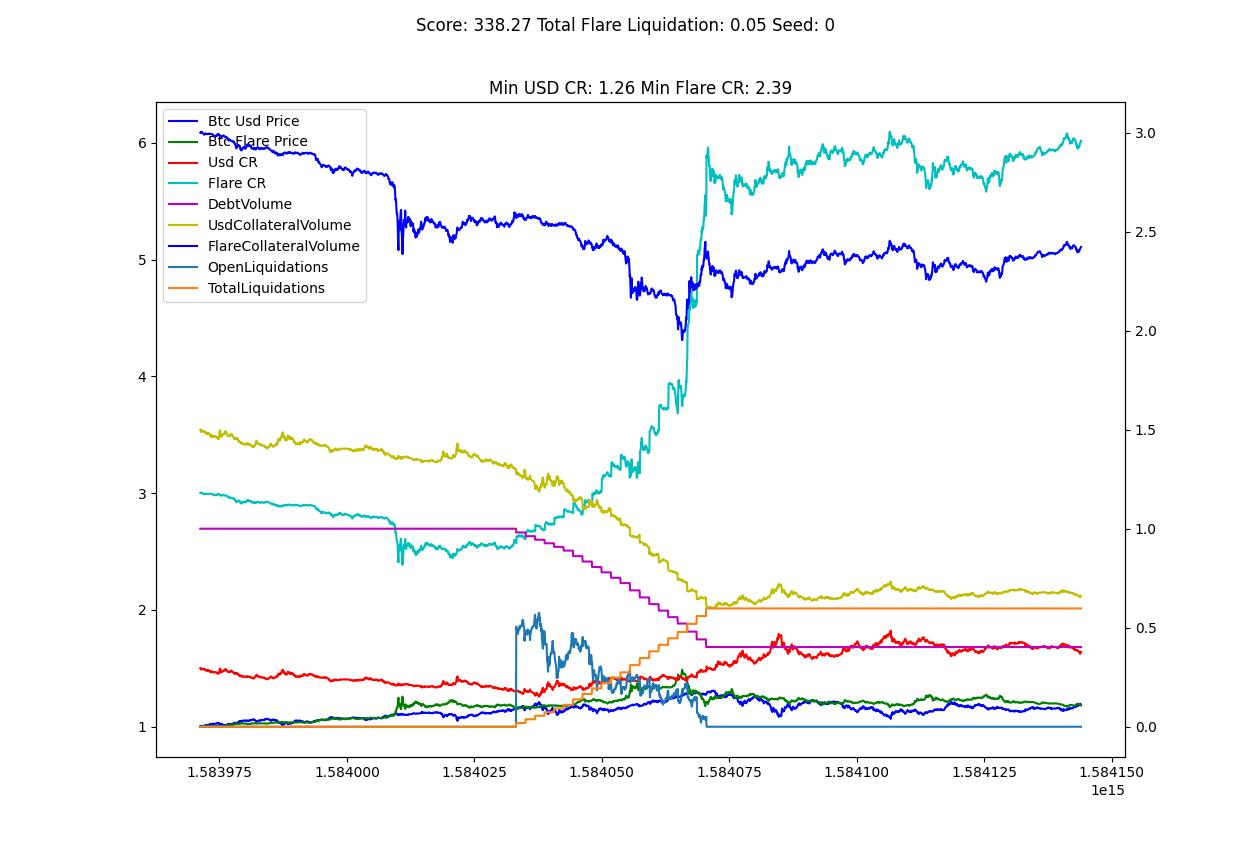 Score: 338.27 Total Flare Liquidation: 0.05 Seed: 0
Min USD CR: 1.26 Min Flare CR: 2.39
Btc Usd Price
Btc Flare Price
Usd CR
Flare CR
DebtVolume
UsdCollateralVolume
FlareCollateralVolume
OpenLiquidations
TotalLiquidations
6
5
4
3
2
1
3.0
2.5
2.0
1.5
1.0
0.5
0.0
1.583975 1.584000 1.584025 1.584050 1.584075 1.584100 1.584125 1.584150
1e15